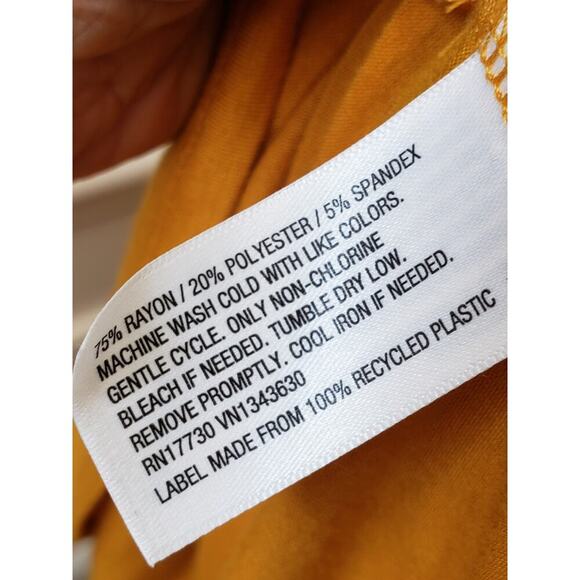 75% RAYON / 20% POLYESTER / 5% SPANDEX
MACHINE WASH COLD WITH LIKE COLORS.
GENTLE CYCLE. ONLY NON-CHLORINE
BLEACH IF NEEDED. TUMBLE DRY LOW.
REMOVE PROMPTLY. COOL IRON IF NEEDED.
RN17730 VN1343630
LABEL MADE FROM 100% RECYCLED PLASTIC